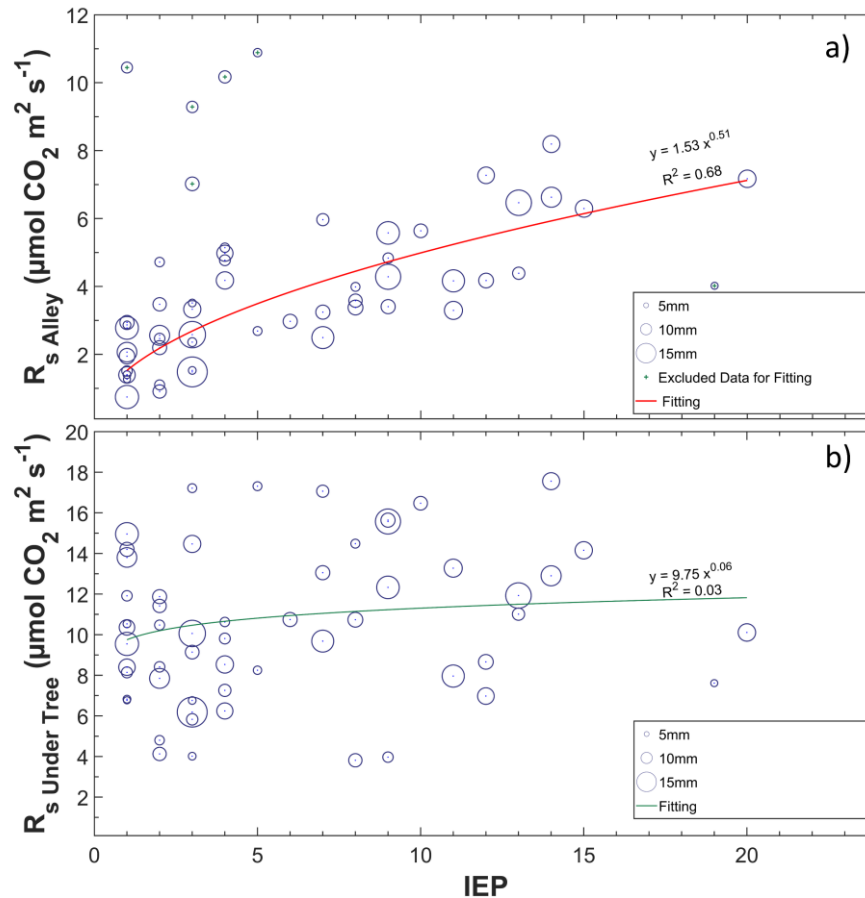 a)
12
10
8
6
4
2
R_s Alley (µmol CO_2 m^2 s^-1)
y = 1.53 x^0.51
R^2 = 0.68
5mm
10mm
15mm
Excluded Data for Fitting
Fitting
b)
20
18
16
14
12
10
8
6
4
2
R_s Under Tree (µmol CO_2 m^2 s^-1)
y = 9.75 x^0.06
R^2 = 0.03
5mm
10mm
15mm
Fitting
0 5 10 15 20
IEP